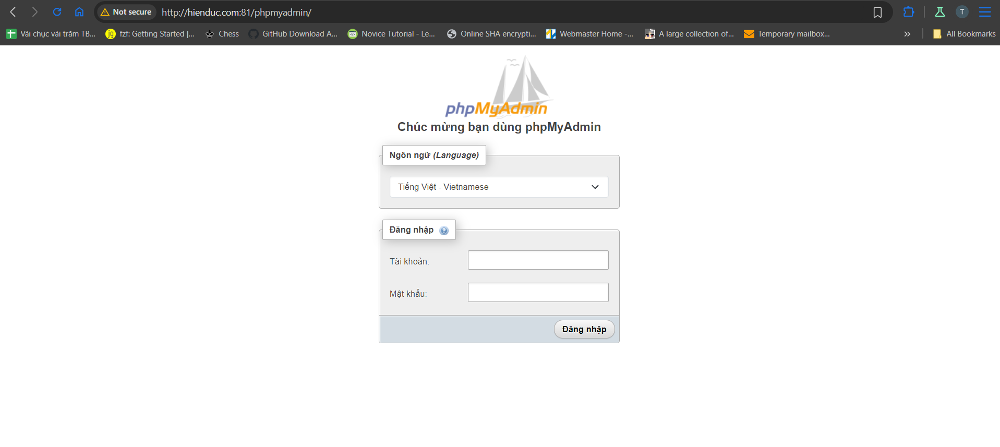 Not secure
http://hienduc.com:81/phpmyadmin/
T
Vài chục vài trăm TB...
jg
fzf: Getting Started |...
Chess
GitHub Download A...
Novice Tutorial - Le...
Online SHA encrypti...
Webmaster Home -...
A large collection of...
Temporary mailbox...
»
All Bookmarks
phpMyAdmin
Chúc mừng bạn dùng phpMyAdmin
Ngôn ngữ (Language)
Tiếng Việt - Vietnamese
Đăng nhập ?
Tài khoản:
Mật khẩu:
Đăng nhập